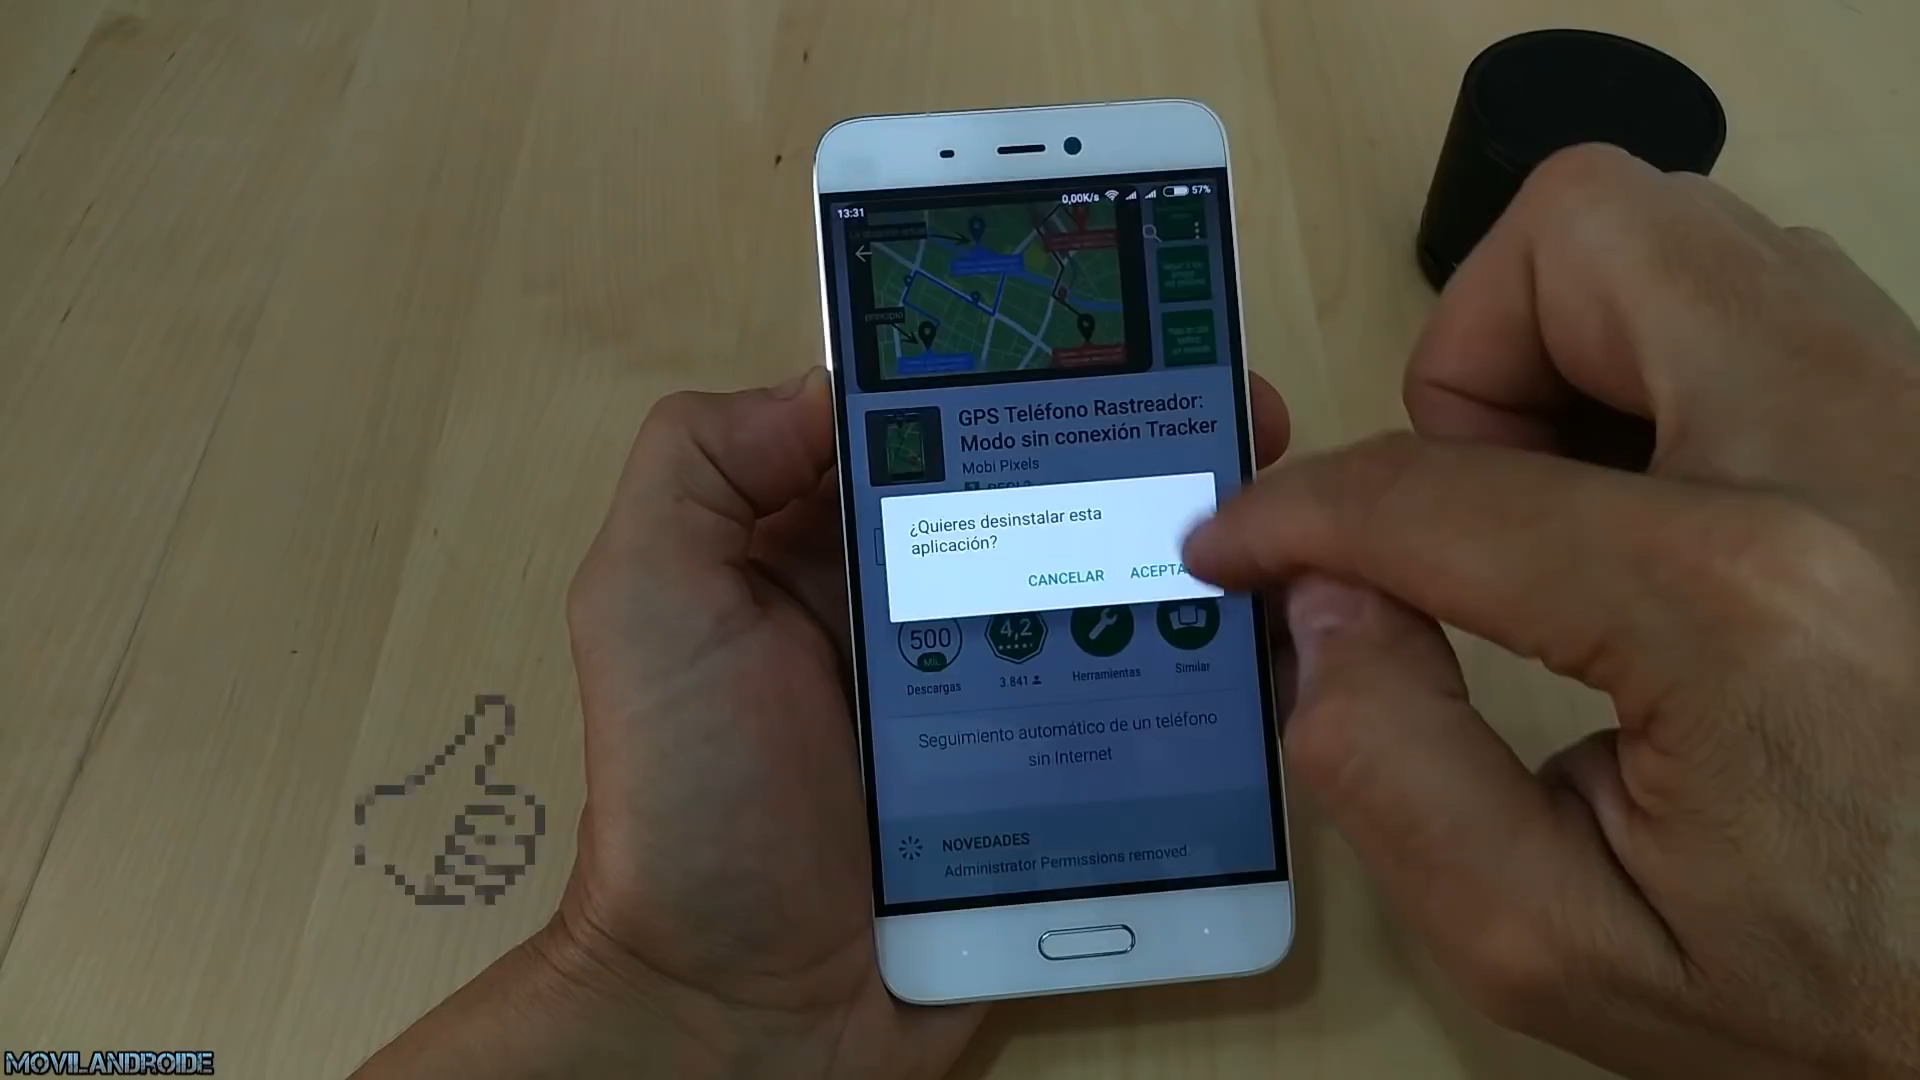 13:31
0,00K/s
57%
principio
GPS Teléfono Rastreador:
Modo sin conexión Tracker
Mobi Pixels
¿Quieres desinstalar esta
aplicación?
CANCELAR
500
MIL
4,2
Descargas
3.841
Herramientas
Similar
Seguimiento automático de un teléfono
sin Internet
NOVEDADES
Administrator Permissions removed.
MOVILANDROIDE